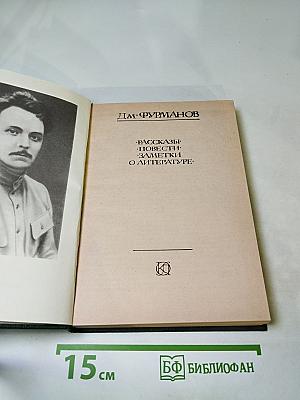 Дм·ФУРМАНОВ
·РАССКАЗЫ·
·ПОВЕСТИ·
·ЗАМЕТКИ
О ЛИТЕРАТУРЕ·
15 см
БФ БИБЛИОФАН